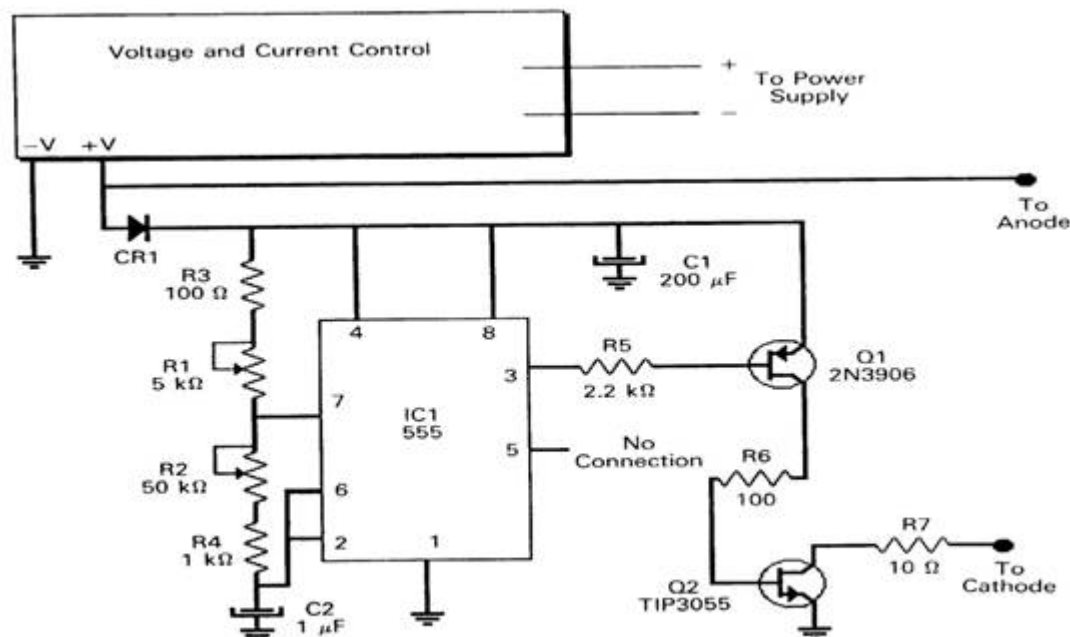 Voltage and Current Control
+
To Power
Supply
−
−V
+V
To
Anode
CR1
R3
100 Ω
C1
200 μF
4
8
R1
5 kΩ
3
R5
2.2 kΩ
Q1
2N3906
7
IC1
555
5
No
Connection
R2
50 kΩ
6
R6
100
2
R4
1 kΩ
1
R7
10 Ω
To
Cathode
Q2
TIP3055
C2
1 μF